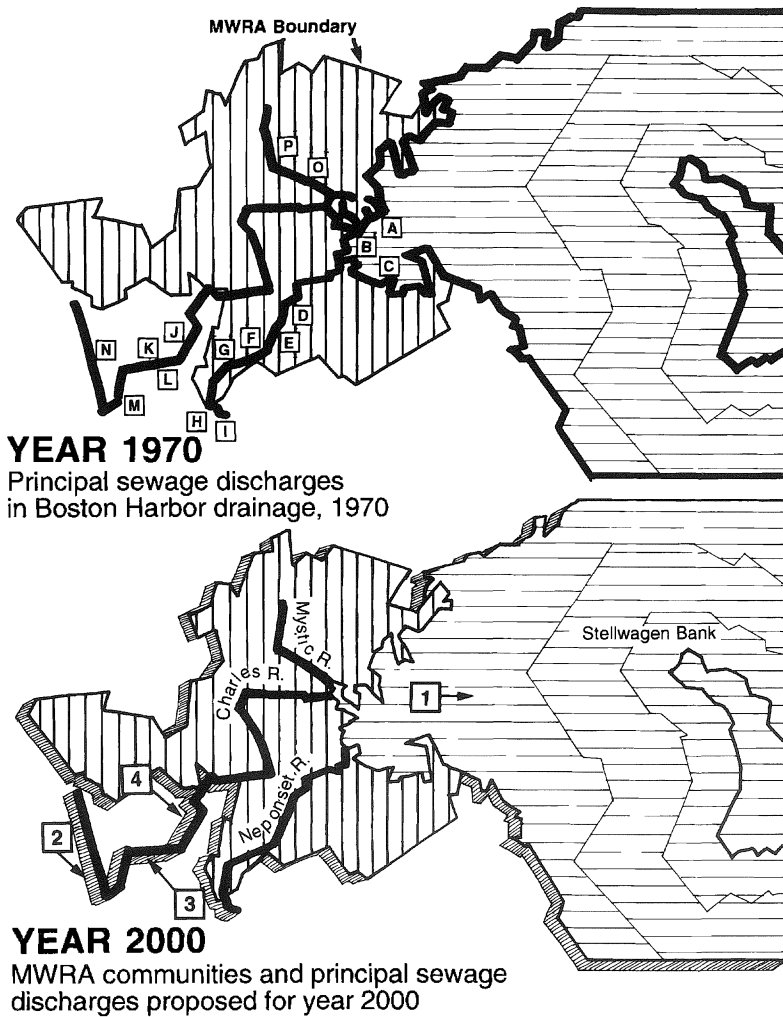 MWRA Boundary
P
O
A
B
C
D
J
N
K
G
F
E
L
M
H
I
YEAR 1970
Principal sewage discharges
in Boston Harbor drainage, 1970
Mystic R.
Stellwagen Bank
Charles R.
1
Neponset R.
4
2
3
YEAR 2000
MWRA communities and principal sewage
discharges proposed for year 2000